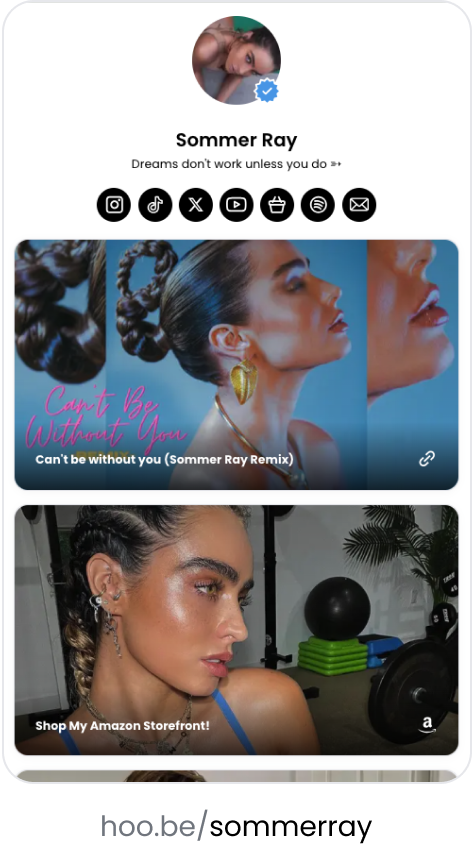 Sommer Ray
Dreams don't work unless you do ➳
Can't Be
Without You
Can't be without you (Sommer Ray Remix)
Shop My Amazon Storefront!
a
hoo.be/sommerray